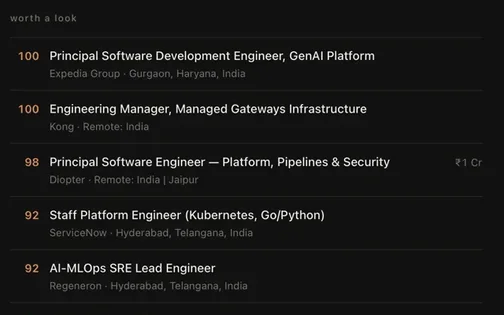 worth a look
100 Principal Software Development Engineer, GenAI Platform
Expedia Group · Gurgaon, Haryana, India
100 Engineering Manager, Managed Gateways Infrastructure
Kong · Remote: India
98 Principal Software Engineer — Platform, Pipelines & Security ₹1 Cr
Diopter · Remote: India | Jaipur
92 Staff Platform Engineer (Kubernetes, Go/Python)
ServiceNow · Hyderabad, Telangana, India
92 AI-MLOps SRE Lead Engineer
Regeneron · Hyderabad, Telangana, India